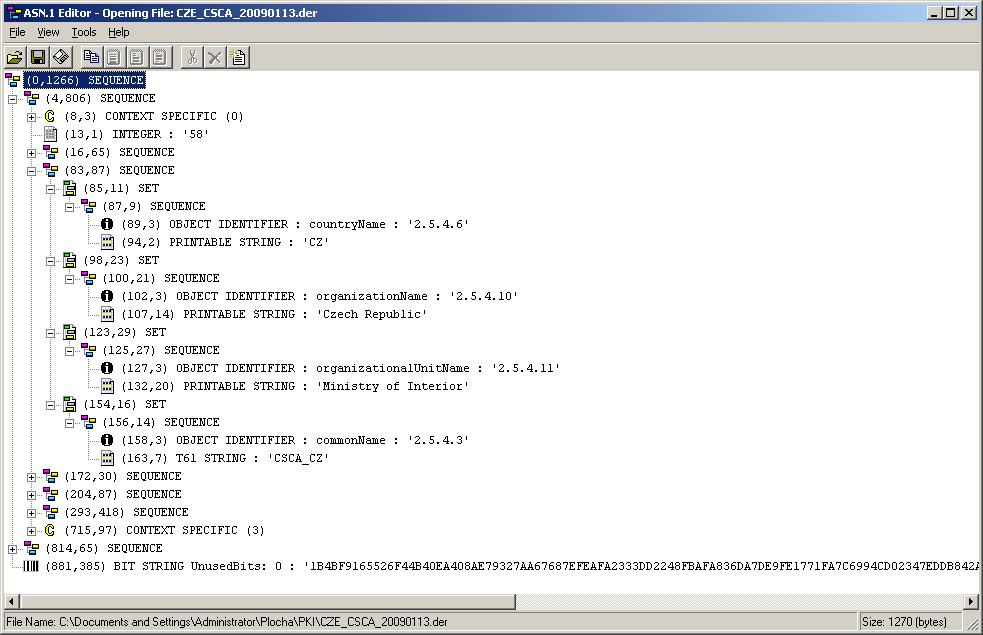 ASN.1 Editor - Opening File: CZE_CSCA_20090113.der
File View Tools Help
(0,1266) SEQUENCE
(4,806) SEQUENCE
C (8,3) CONTEXT SPECIFIC (0)
(13,1) INTEGER : '58'
(16,65) SEQUENCE
(83,87) SEQUENCE
(85,11) SET
(87,9) SEQUENCE
(89,3) OBJECT IDENTIFIER : countryName : '2.5.4.6'
(94,2) PRINTABLE STRING : 'CZ'
(98,23) SET
(100,21) SEQUENCE
(102,3) OBJECT IDENTIFIER : organizationName : '2.5.4.10'
(107,14) PRINTABLE STRING : 'Czech Republic'
(123,29) SET
(125,27) SEQUENCE
(127,3) OBJECT IDENTIFIER : organizationalUnitName : '2.5.4.11'
(132,20) PRINTABLE STRING : 'Ministry of Interior'
(154,16) SET
(156,14) SEQUENCE
(158,3) OBJECT IDENTIFIER : commonName : '2.5.4.3'
(163,7) T61 STRING : 'CSCA_CZ'
(172,30) SEQUENCE
(204,87) SEQUENCE
(293,418) SEQUENCE
C (715,97) CONTEXT SPECIFIC (3)
(814,65) SEQUENCE
(881,385) BIT STRING UnusedBits: 0 : '1B4BF9165526F44B40EA408AE79327AA67687EFEAFA2333DD2248FBAFA836DA7DE9FE1771FA7C6994CD02347EDDB842A
File Name: C:\Documents and Settings\Administrator\Plocha\PKI\CZE_CSCA_20090113.der
Size: 1270 (bytes)